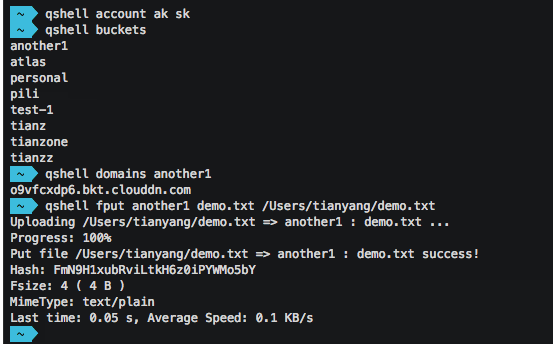 ~ qshell account ak sk
~ qshell buckets
another1
atlas
personal
pili
test-1
tianz
tianzone
tianzz
~ qshell domains another1
o9vfcxdp6.bkt.clouddn.com
~ qshell fput another1 demo.txt /Users/tianyang/demo.txt
Uploading /Users/tianyang/demo.txt => another1 : demo.txt ...
Progress: 100%
Put file /Users/tianyang/demo.txt => another1 : demo.txt success!
Hash: FmN9H1xubRviLtkH6z0iPYWMo5bY
Fsize: 4 ( 4 B )
MimeType: text/plain
Last time: 0.05 s, Average Speed: 0.1 KB/s
~